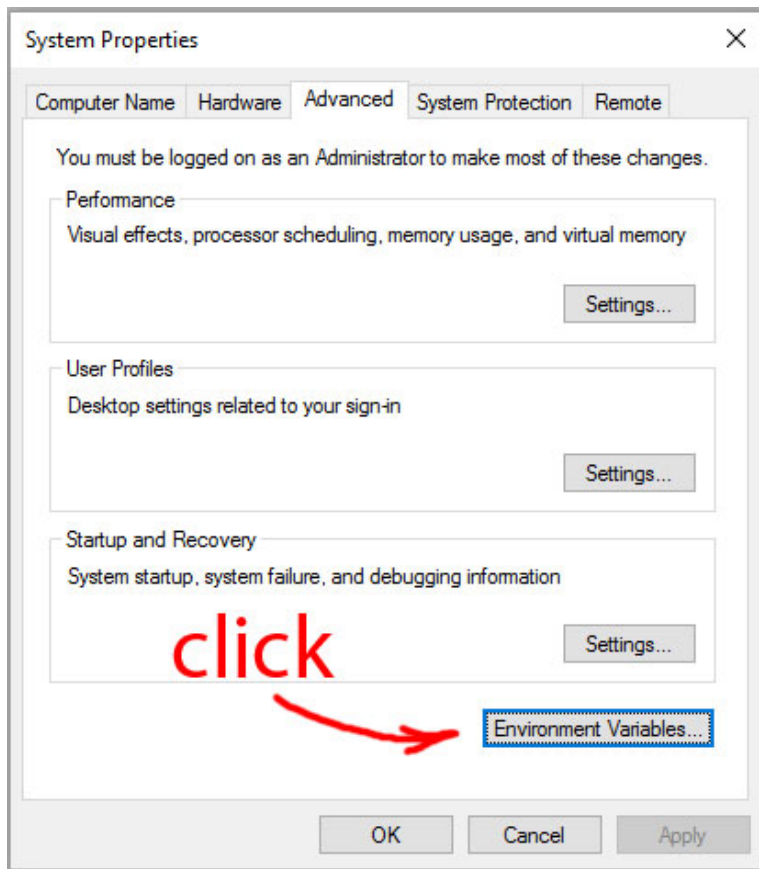 System Properties
Computer Name Hardware Advanced System Protection Remote
You must be logged on as an Administrator to make most of these changes.
Performance
Visual effects, processor scheduling, memory usage, and virtual memory
Settings...
User Profiles
Desktop settings related to your sign-in
Settings...
Startup and Recovery
System startup, system failure, and debugging information
click
Settings...
Environment Variables...
OK Cancel Apply